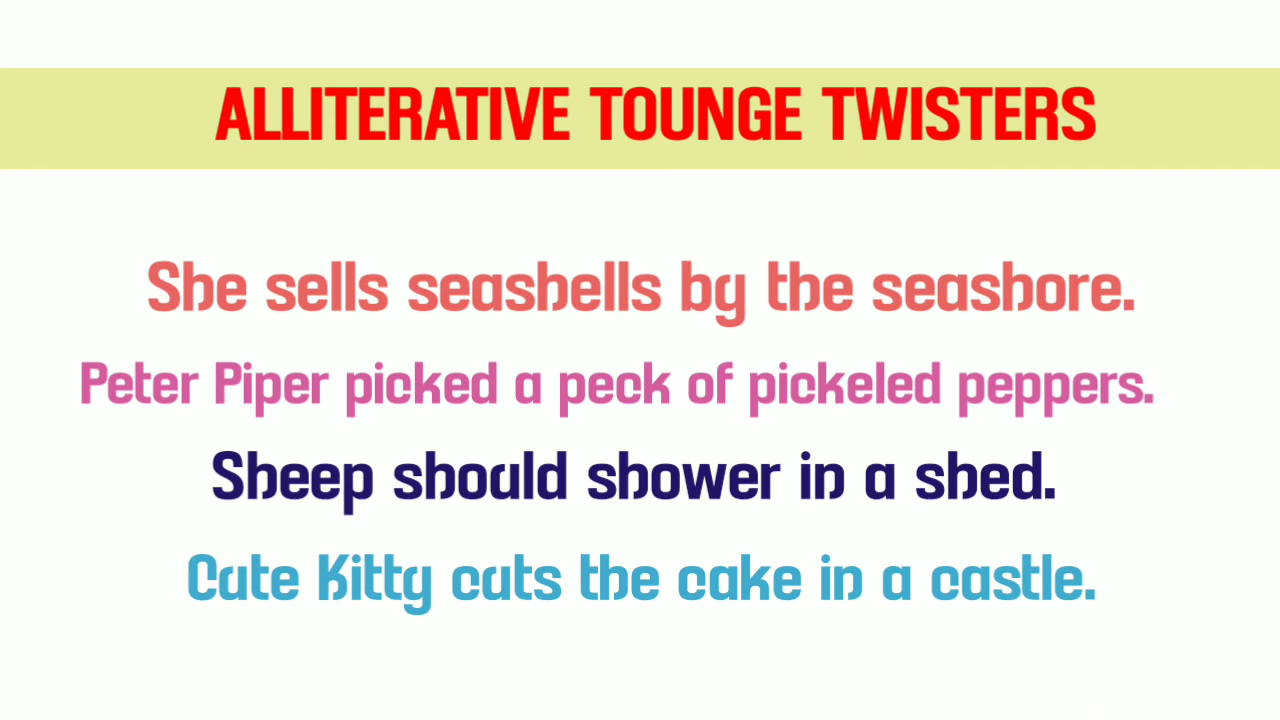 ALLITERATIVE TOUNGE TWISTERS
She sells seashells by the seashore.
Peter Piper picked a peck of pickeled peppers.
Sheep should shower in a shed.
Cute Kitty cuts the cake in a castle.